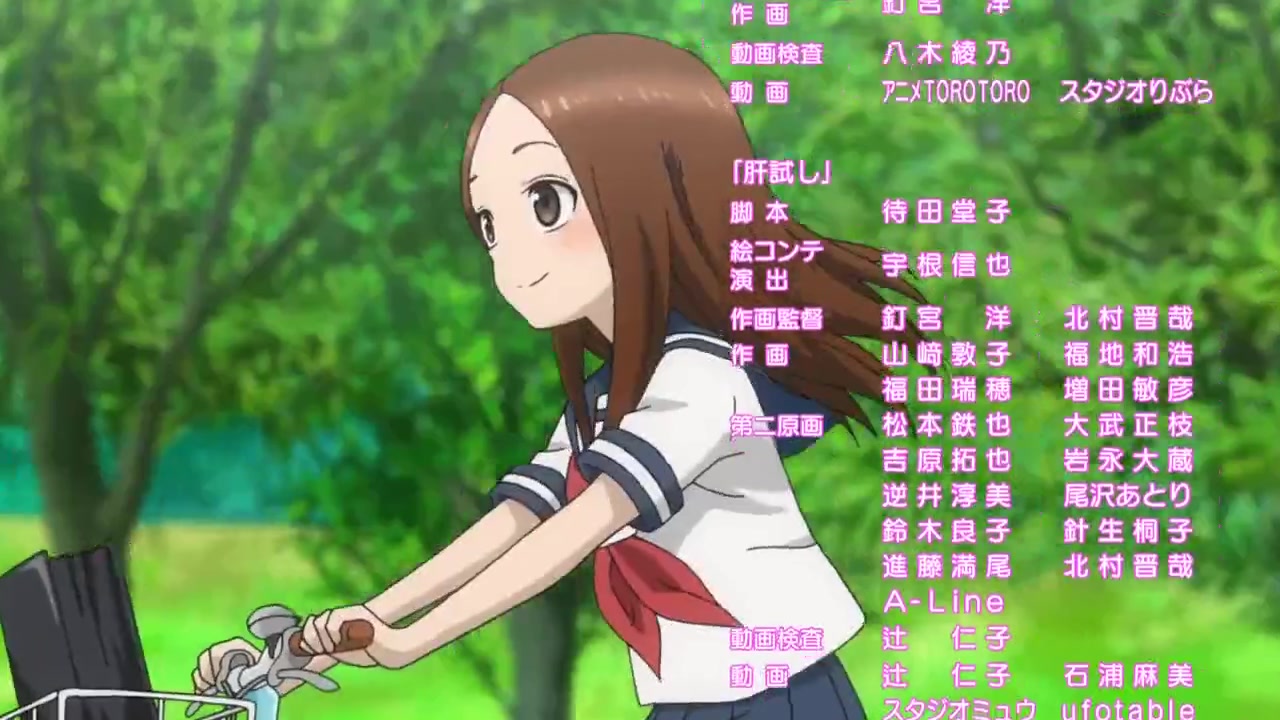 作画 釘宮 洋
動画検査 八木綾乃
動画 アニメTOROTORO スタジオりぶら
「肝試し」
脚本 待田堂子
絵コンテ
演出 宇根信也
作画監督 釘宮 洋 北村晋哉
作画 山﨑敦子 福地和浩
福田瑞穂 増田敏彦
第二原画 松本鉄也 大武正枝
吉原拓也 岩永大蔵
逆井淳美 尾沢あとり
鈴木良子 針生桐子
進藤満尾 北村晋哉
A-Line
動画検査 辻 仁子
動画 辻 仁子 石浦麻美
スタジオミュウ ufotable